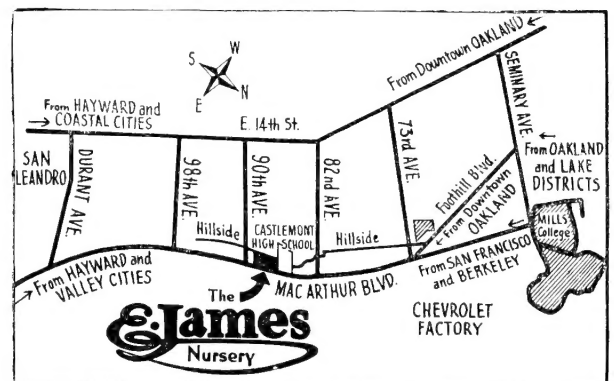 W
S
N
E
From Downtown OAKLAND
From HAYWARD and
COASTAL CITIES
E. 14th St.
SEMINARY AVE.
SAN
LEANDRO
DURANT AVE.
98th AVE.
90th AVE.
82nd AVE.
73rd AVE.
Foothill Blvd.
From Downtown
OAKLAND
From OAKLAND
and LAKE
DISTRICTS
Hillside
CASTLEMONT
HIGH SCHOOL
Hillside
MILLS
College
From HAYWARD and
VALLEY CITIES
MAC ARTHUR BLVD.
From SAN FRANCISCO
and BERKELEY
CHEVROLET
FACTORY
The
E. James
Nursery